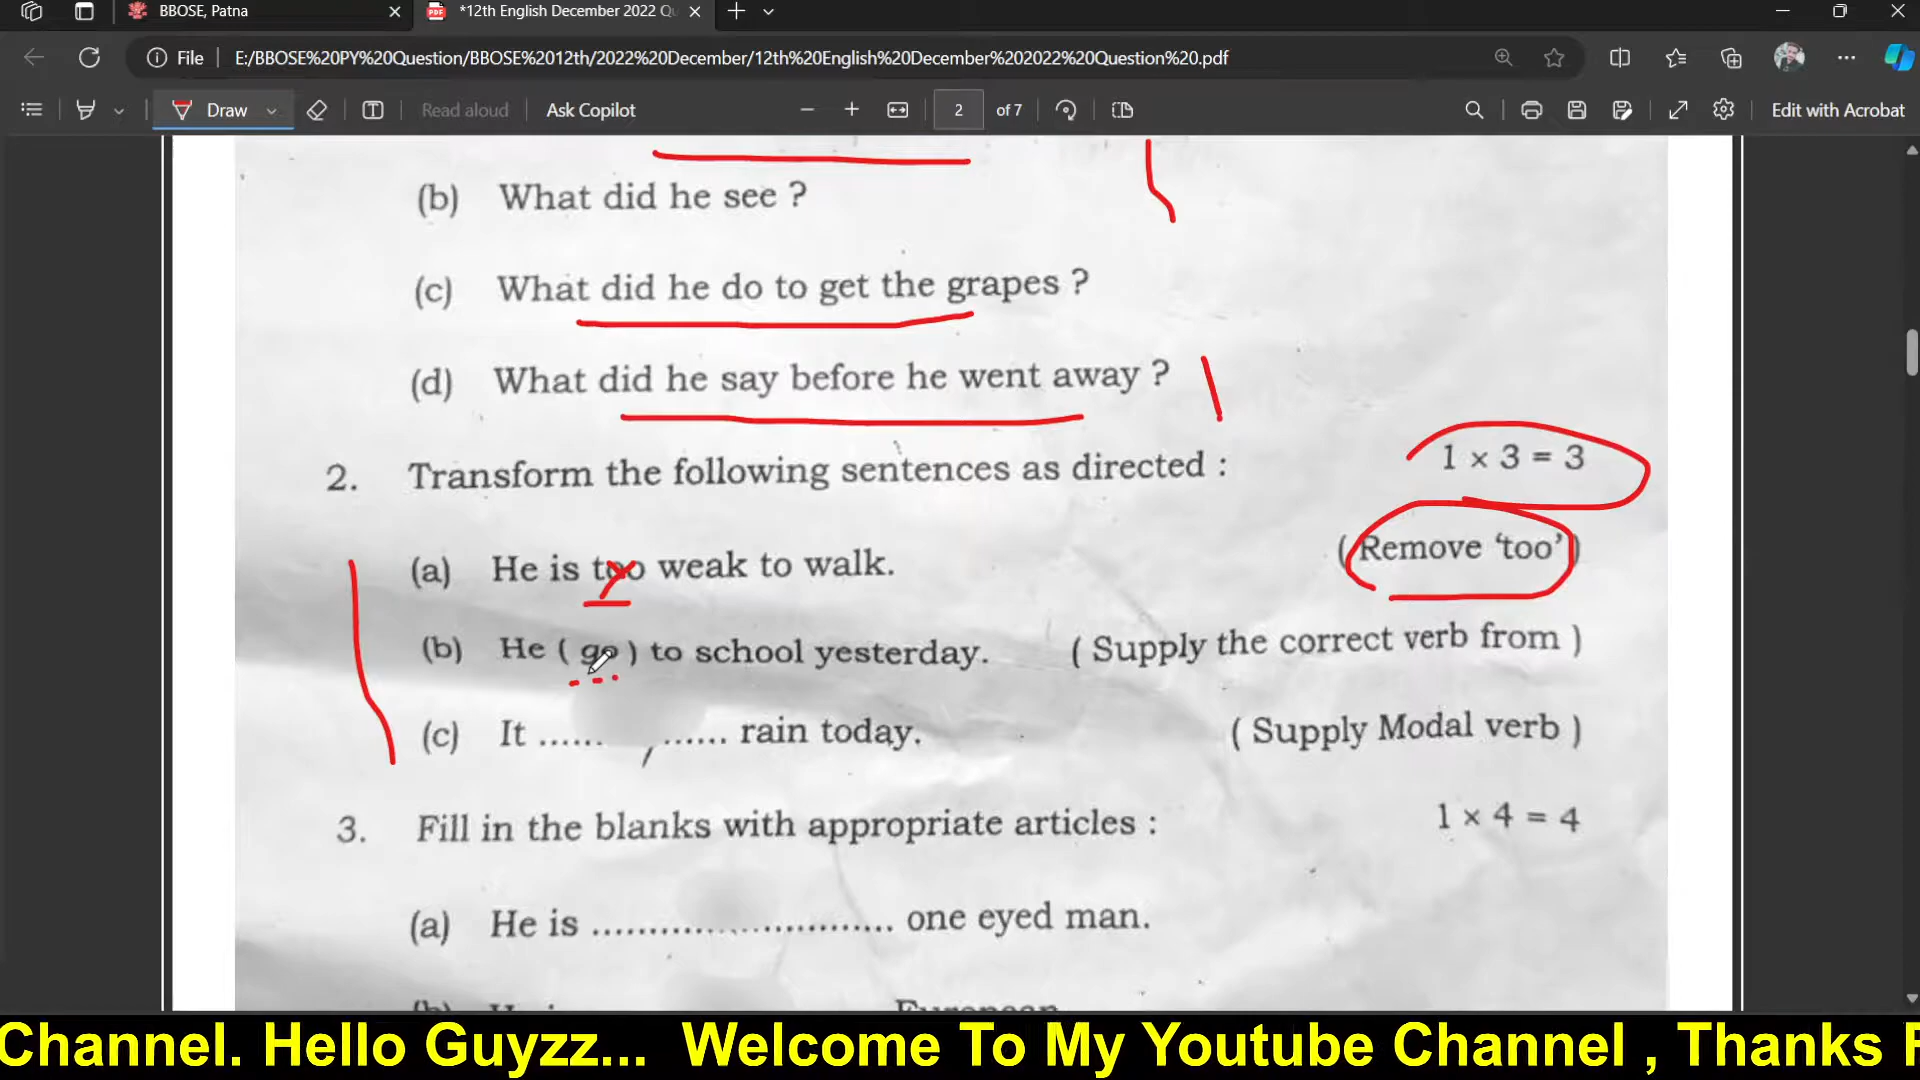 BBOSE, Patna
*12th English December 2022 Qu
File
E:/BBOSE%20PY%20Question/BBOSE%2012th/2022%20December/12th%20English%20December%202022%20Question%20.pdf
Draw
Read aloud
Ask Copilot
2
of 7
Edit with Acrobat
(b) What did he see ?
(c) What did he do to get the grapes ?
(d) What did he say before he went away ?
2. Transform the following sentences as directed : 1 × 3 = 3
(a) He is too weak to walk. ( Remove ‘too’ )
(b) He ( go ) to school yesterday. ( Supply the correct verb from )
(c) It ............ rain today. ( Supply Modal verb )
3. Fill in the blanks with appropriate articles : 1 × 4 = 4
(a) He is ............................ one eyed man.
European
Channel. Hello Guyzz... Welcome To My Youtube Channel , Thanks F